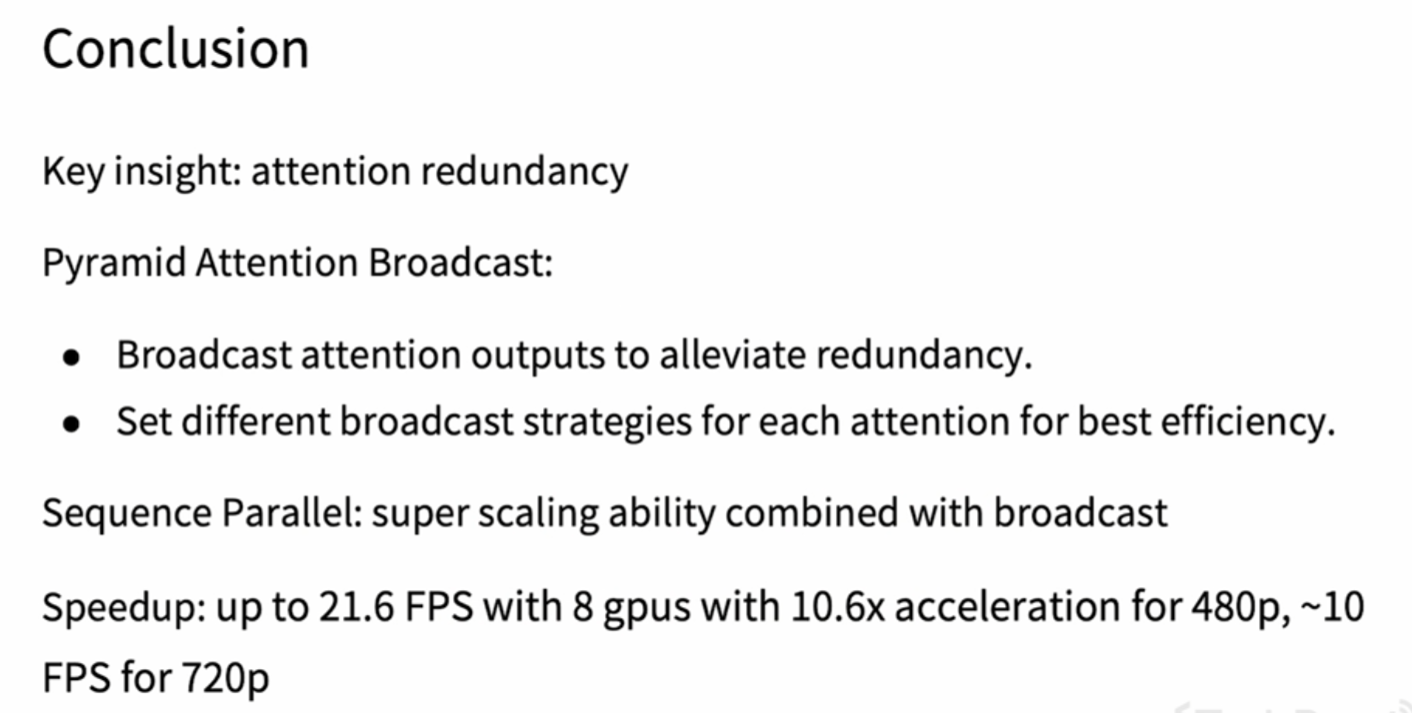 Conclusion
Key insight: attention redundancy
Pyramid Attention Broadcast:
● Broadcast attention outputs to alleviate redundancy.
● Set different broadcast strategies for each attention for best efficiency.
Sequence Parallel: super scaling ability combined with broadcast
Speedup: up to 21.6 FPS with 8 gpus with 10.6x acceleration for 480p, ~10
FPS for 720p